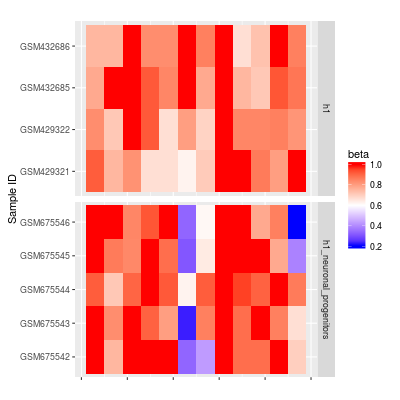 GSM432686
GSM432685
GSM429322
GSM429321
h1
GSM675546
GSM675545
GSM675544
GSM675543
GSM675542
h1_neuronal_progenitors
Sample ID
beta
1.0
0.8
0.6
0.4
0.2